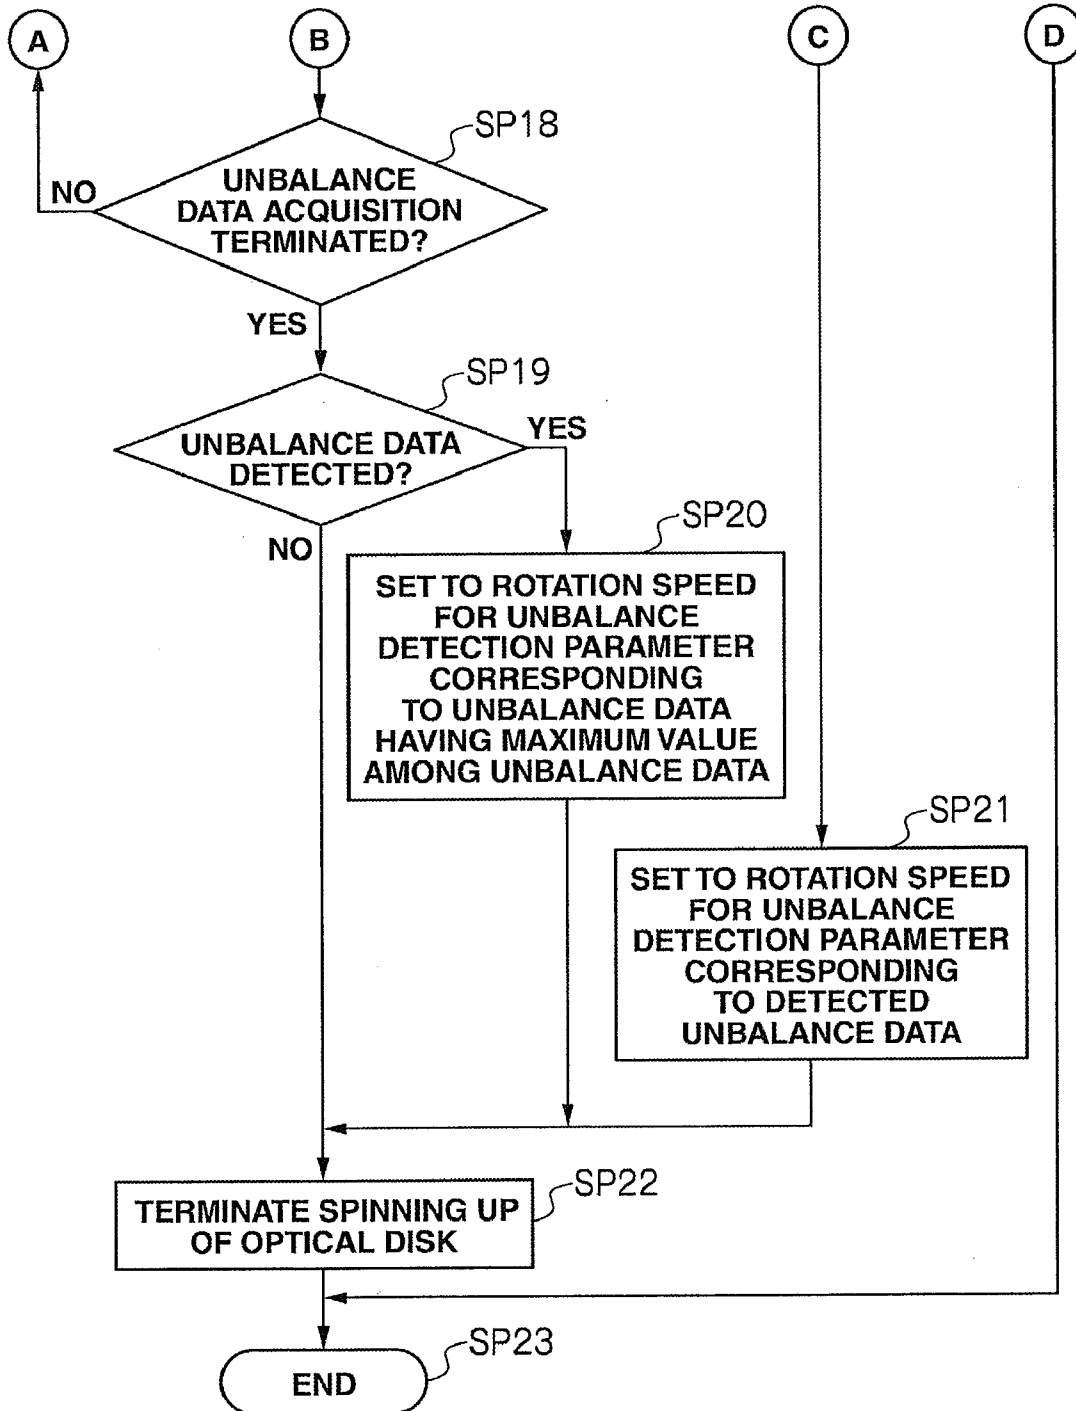 A
B
C
D
SP18
UNBALANCE
DATA ACQUISITION
TERMINATED?
NO
YES
SP19
UNBALANCE DATA
DETECTED?
YES
NO
SP20
SET TO ROTATION SPEED
FOR UNBALANCE
DETECTION PARAMETER
CORRESPONDING
TO UNBALANCE DATA
HAVING MAXIMUM VALUE
AMONG UNBALANCE DATA
SP21
SET TO ROTATION SPEED
FOR UNBALANCE
DETECTION PARAMETER
CORRESPONDING
TO DETECTED
UNBALANCE DATA
SP22
TERMINATE SPINNING UP
OF OPTICAL DISK
SP23
END